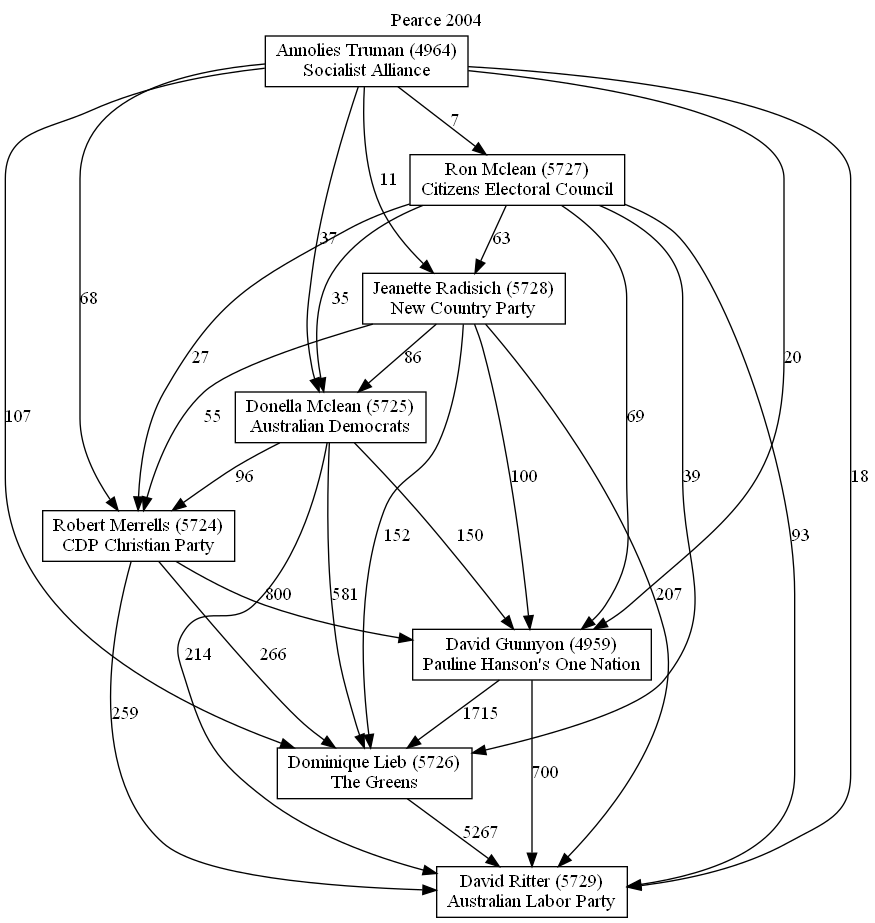 Pearce 2004
Annolies Truman (4964)
Socialist Alliance
7
Ron Mclean (5727)
Citizens Electoral Council
11
37
63
Jeanette Radisich (5728)
New Country Party
68
35
27
86
20
55
Donella Mclean (5725)
Australian Democrats
107
69
96
100
39
18
Robert Merrells (5724)
CDP Christian Party
152
150
93
800
581
207
David Gunnyon (4959)
Pauline Hanson's One Nation
214
266
259
1715
Dominique Lieb (5726)
The Greens
700
5267
David Ritter (5729)
Australian Labor Party